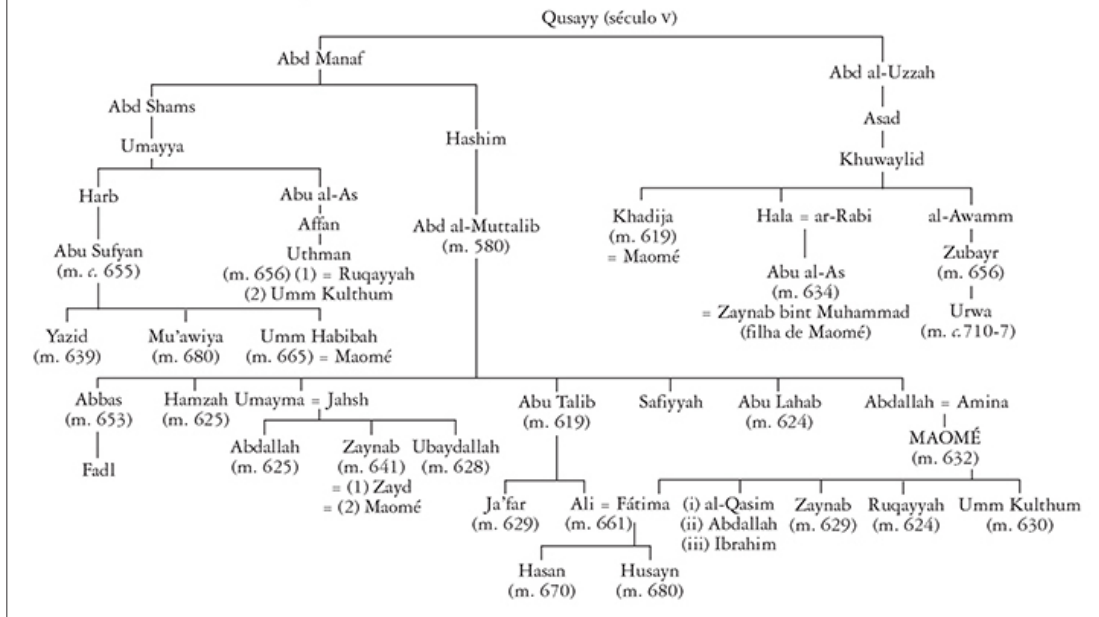 Qusayy (século V)
Abd Manaf
Abd al-Uzzah
Abd Shams
Asad
Umayya
Hashim
Khuwaylid
Harb
Abu al-As
Khadija
(m. 619)
= Maomé
Hala = ar-Rabi
al-Awamm
Affan
Abd al-Muttalib
(m. 580)
Abu Sufyan
(m. c. 655)
Uthman
(m. 656) (1) = Ruqayyah
(2) Umm Kulthum
Zubayr
(m. 656)
Abu al-As
(m. 634)
= Zaynab bint Muhammad
(filha de Maomé)
Urwa
(m. c.710-7)
Yazid
(m. 639)
Mu'awiya
(m. 680)
Umm Habibah
(m. 665) = Maomé
Abbas
(m. 653)
Hamzah
(m. 625)
Umayma = Jahsh
Abu Talib
(m. 619)
Safiyyah
Abu Lahab
(m. 624)
Abdallah = Amina
MAOMÉ
(m. 632)
Fadl
Abdallah
(m. 625)
Zaynab
(m. 641)
= (1) Zayd
= (2) Maomé
Ubaydallah
(m. 628)
Ja'far
(m. 629)
Ali = Fátima
(m. 661)
(i) al-Qasim
(ii) Abdallah
(iii) Ibrahim
Zaynab
(m. 629)
Ruqayyah
(m. 624)
Umm Kulthum
(m. 630)
Hasan
(m. 670)
Husayn
(m. 680)